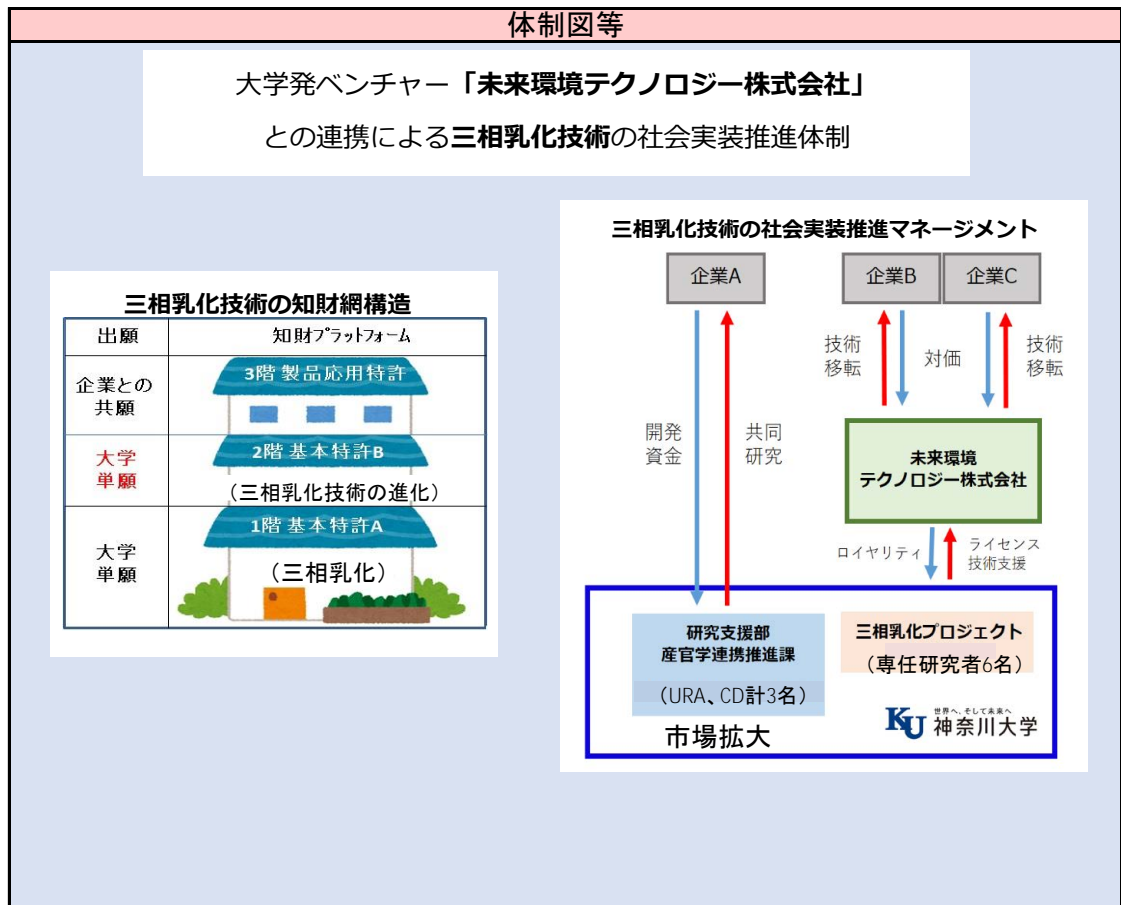 体制図等
大学発ベンチャー「未来環境テクノロジー株式会社」
との連携による三相乳化技術の社会実装推進体制
三相乳化技術の知財網構造
出願
知財プラットフォーム
企業との
共願
3階 製品応用特許
大学
単願
2階 基本特許B
（三相乳化技術の進化）
大学
単願
1階 基本特許A
（三相乳化）
三相乳化技術の社会実装推進マネージメント
企業A
企業B
企業C
技術
移転
対価
技術
移転
開発
資金
共同
研究
未来環境
テクノロジー株式会社
ロイヤリティ
ライセンス
技術支援
研究支援部
産官学連携推進課
（URA、CD計3名）
市場拡大
三相乳化プロジェクト
（専任研究者6名）
KU
世界へ、そして未来へ
神奈川大学